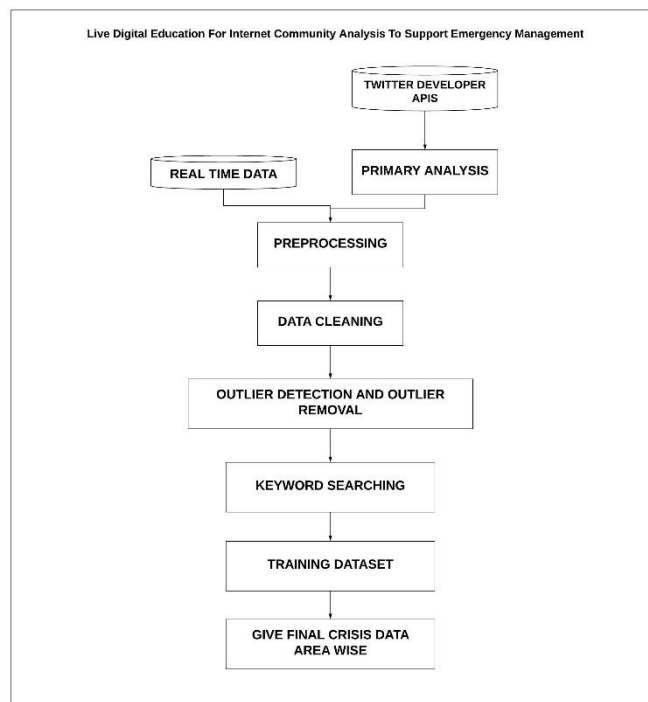 Live Digital Education For Internet Community Analysis To Support Emergency Management
TWITTER DEVELOPER
APIS
REAL TIME DATA
PRIMARY ANALYSIS
PREPROCESSING
DATA CLEANING
OUTLIER DETECTION AND OUTLIER
REMOVAL
KEYWORD SEARCHING
TRAINING DATASET
GIVE FINAL CRISIS DATA
AREA WISE